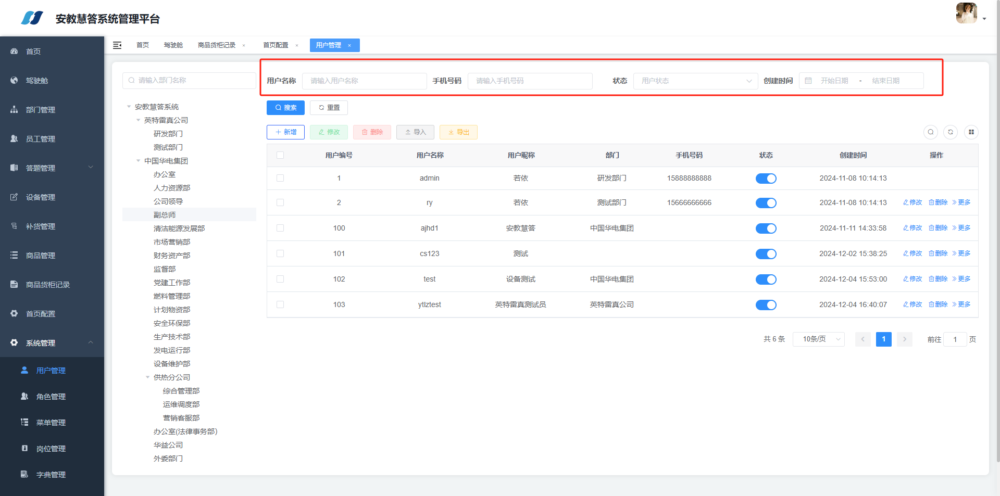 安教慧答系统管理平台
首页 驾驶舱 商品货柜记录 × 首页配置 × 用户管理 ×
首页
驾驶舱
部门管理
员工管理
答题管理
设备管理
补货管理
商品管理
商品货柜记录
首页配置
系统管理
用户管理
角色管理
菜单管理
岗位管理
字典管理
请输入部门名称
安教慧答系统
英特雷真公司
研发部门
测试部门
中国华电集团
办公室
人力资源部
公司领导
副总师
清洁能源发展部
市场营销部
财务资产部
监督部
党建工作部
燃料管理部
计划物资部
安全环保部
生产技术部
发电运行部
设备维护部
供热分公司
综合管理部
运维调度部
营销客服部
办公室(法律事务部)
华益公司
外委部门
用户名称 请输入用户名称 手机号码 请输入手机号码 状态 用户状态 创建时间 开始日期 - 结束日期
搜索 重置
新增 修改 删除 导入 导出
用户编号 用户名称 用户昵称 部门 手机号码 状态 创建时间 操作
1 admin 若依 研发部门 15888888888 2024-11-08 10:14:13
2 ry 若依 测试部门 15666666666 2024-11-08 10:14:13 修改 删除 更多
100 ajhd1 安教慧答 中国华电集团 2024-11-11 14:33:58 修改 删除 更多
101 cs123 测试 2024-12-02 15:38:25 修改 删除 更多
102 test 设备测试 中国华电集团 2024-12-04 15:53:00 修改 删除 更多
103 ytlztest 英特雷真测试员 英特雷真公司 2024-12-04 16:40:07 修改 删除 更多
共 6 条 10条/页 1 前往 1 页